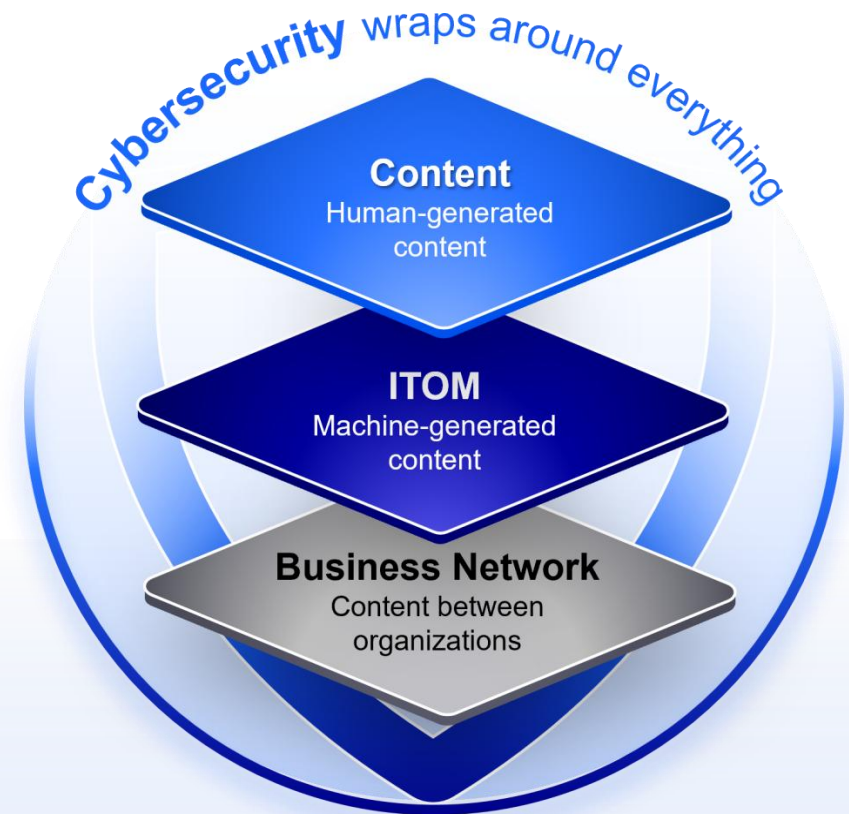 Cybersecurity wraps around everything
Content
Human-generated
content
ITOM
Machine-generated
content
Business Network
Content between
organizations